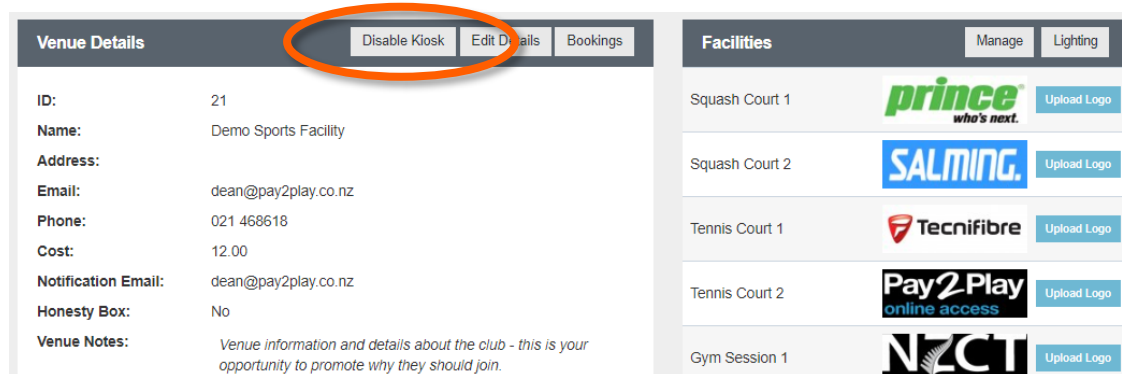 Venue Details Disable Kiosk Edit Details Bookings
ID: 21
Name: Demo Sports Facility
Address:
Email: dean@pay2play.co.nz
Phone: 021 468618
Cost: 12.00
Notification Email: dean@pay2play.co.nz
Honesty Box: No
Venue Notes: Venue information and details about the club - this is your
opportunity to promote why they should join.
Facilities Manage Lighting
Squash Court 1 prince who's next. Upload Logo
Squash Court 2 SALMING. Upload Logo
Tennis Court 1 Tecnifibre Upload Logo
Tennis Court 2 Pay2Play online access Upload Logo
Gym Session 1 NZCT Upload Logo